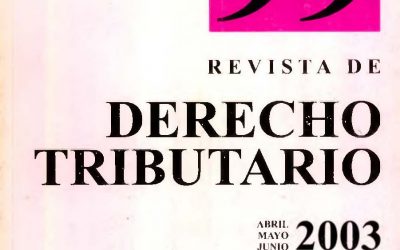 REVISTA DE
DERECHO
TRIBUTARIO
ABRIL
MAYO
JUNIO
2003